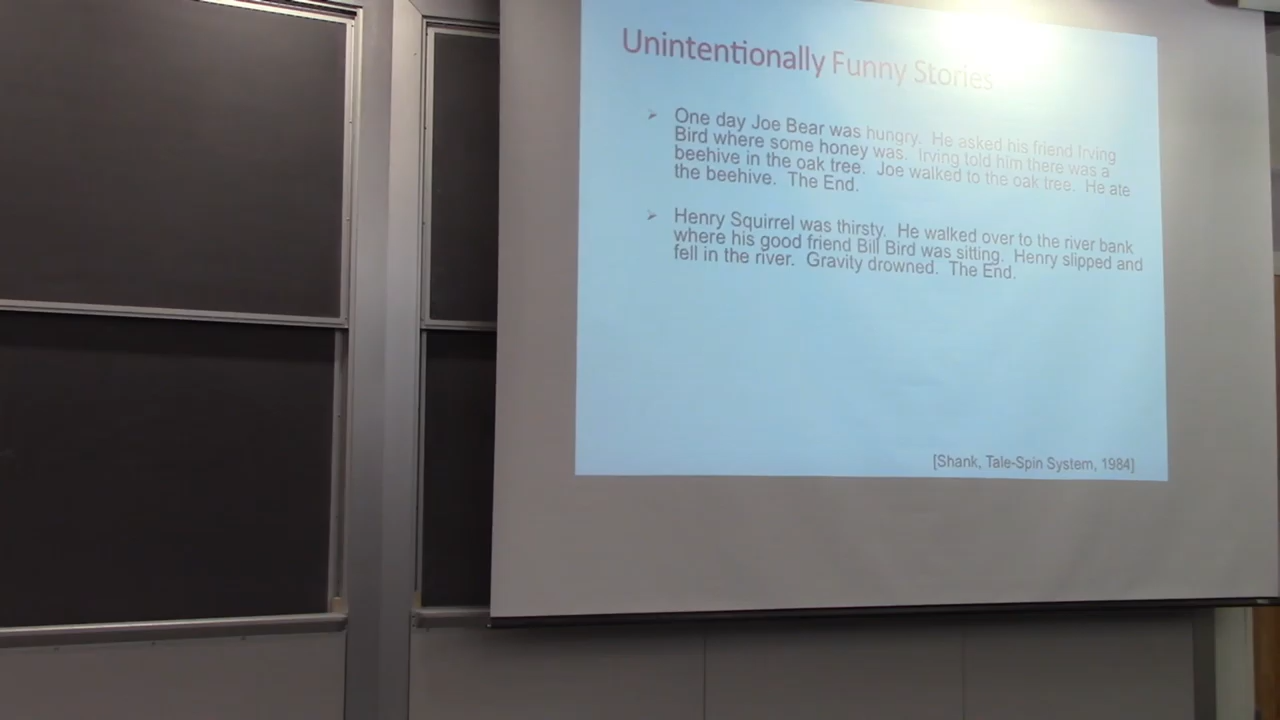 Unintentionally Funny Stories
One day Joe Bear was hungry. He asked his friend Irving
Bird where some honey was. Irving told him there was a
beehive in the oak tree. Joe walked to the oak tree. He ate
the beehive. The End.
Henry Squirrel was thirsty. He walked over to the river bank
where his good friend Bill Bird was sitting. Henry slipped and
fell in the river. Gravity drowned. The End.
[Shank, Tale-Spin System, 1984]